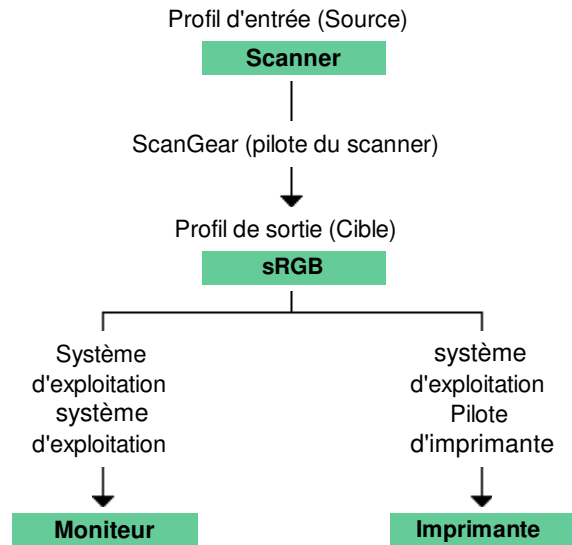 Profil d'entrée (Source)
Scanner
ScanGear (pilote du scanner)
Profil de sortie (Cible)
sRGB
Système
d'exploitation
système
d'exploitation
Moniteur
système
d'exploitation
Pilote
d'imprimante
Imprimante